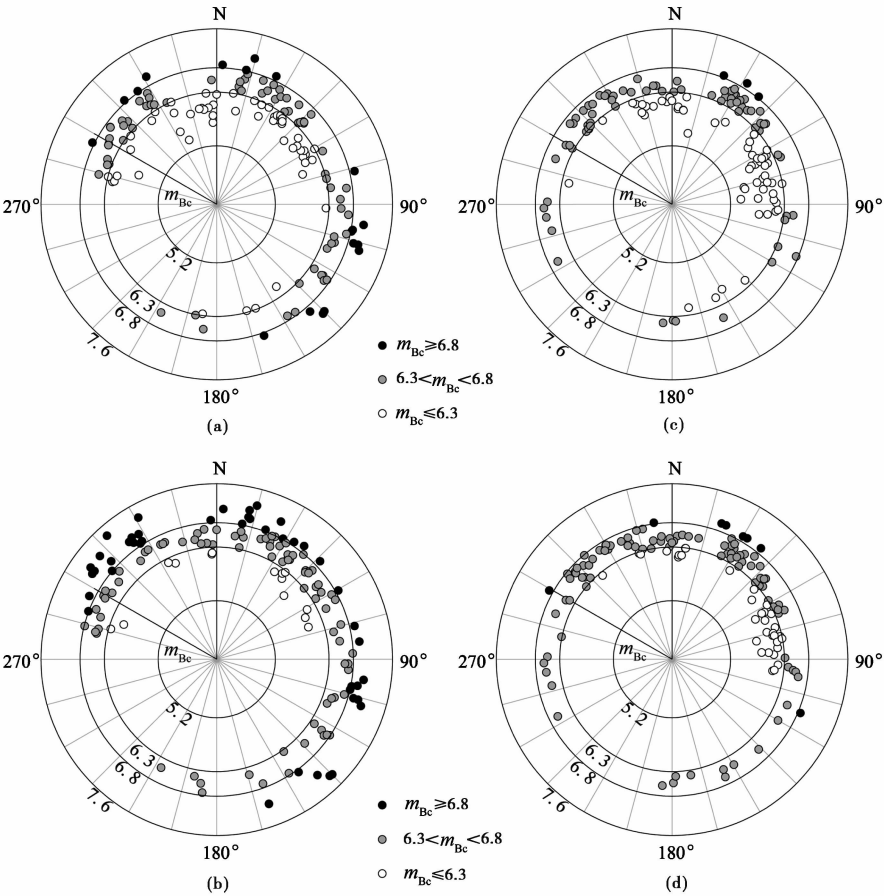 N
N
270°
m_Bc
90°
270°
m_Bc
90°
5.2
5.2
6.3
6.3
6.8
6.8
7.6
7.6
m_Bc⩾6.8
6.3<m_Bc<6.8
m_Bc⩽6.3
180°
180°
(a)
(c)
N
N
270°
m_Bc
90°
270°
m_Bc
90°
5.2
5.2
6.3
6.3
6.8
6.8
7.6
7.6
m_Bc⩾6.8
6.3<m_Bc<6.8
m_Bc⩽6.3
180°
180°
(b)
(d)